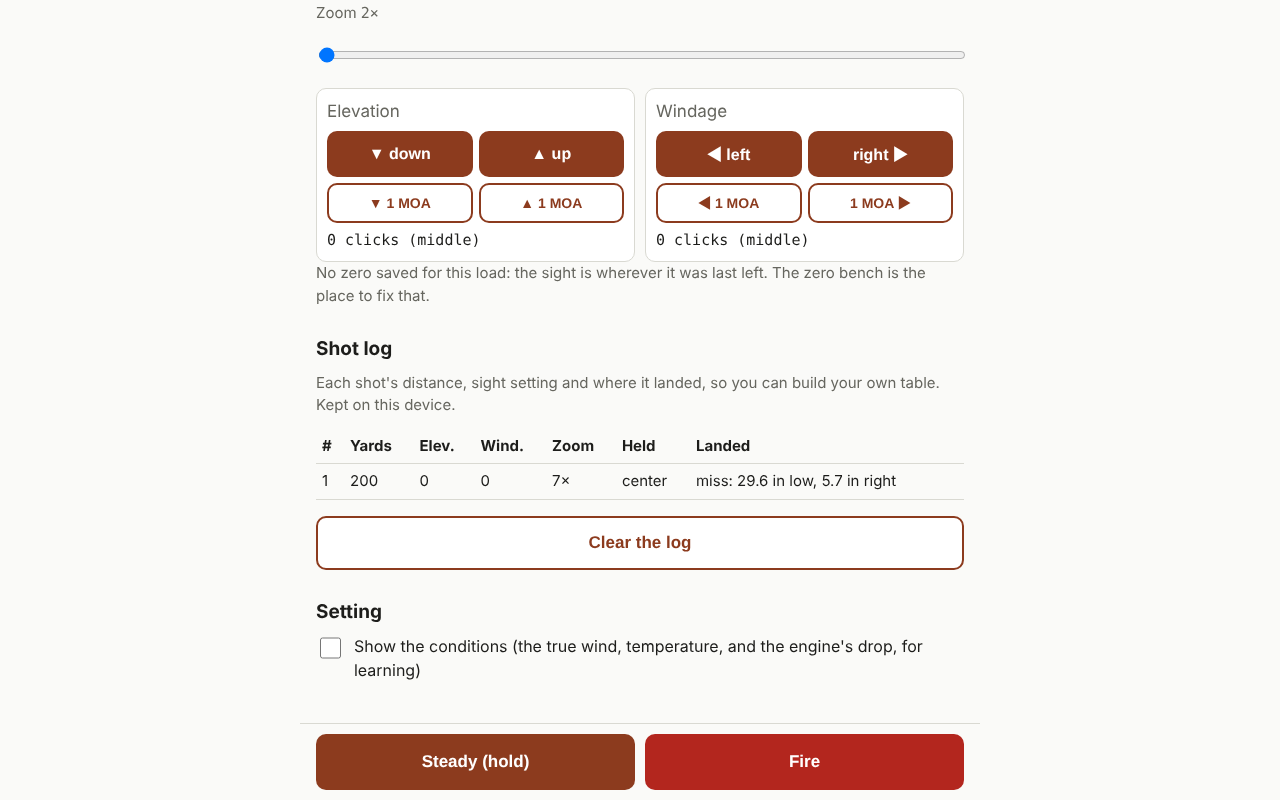 Zoom 2×
Elevation
▼ down
▲ up
▼ 1 MOA
▲ 1 MOA
0 clicks (middle)
Windage
◀ left
right ▶
◀ 1 MOA
1 MOA ▶
0 clicks (middle)
No zero saved for this load: the sight is wherever it was last left. The zero bench is the
place to fix that.
Shot log
Each shot's distance, sight setting and where it landed, so you can build your own table.
Kept on this device.
# Yards Elev. Wind. Zoom Held Landed
1 200 0 0 7× center miss: 29.6 in low, 5.7 in right
Clear the log
Setting
Show the conditions (the true wind, temperature, and the engine's drop, for
learning)
Steady (hold)
Fire